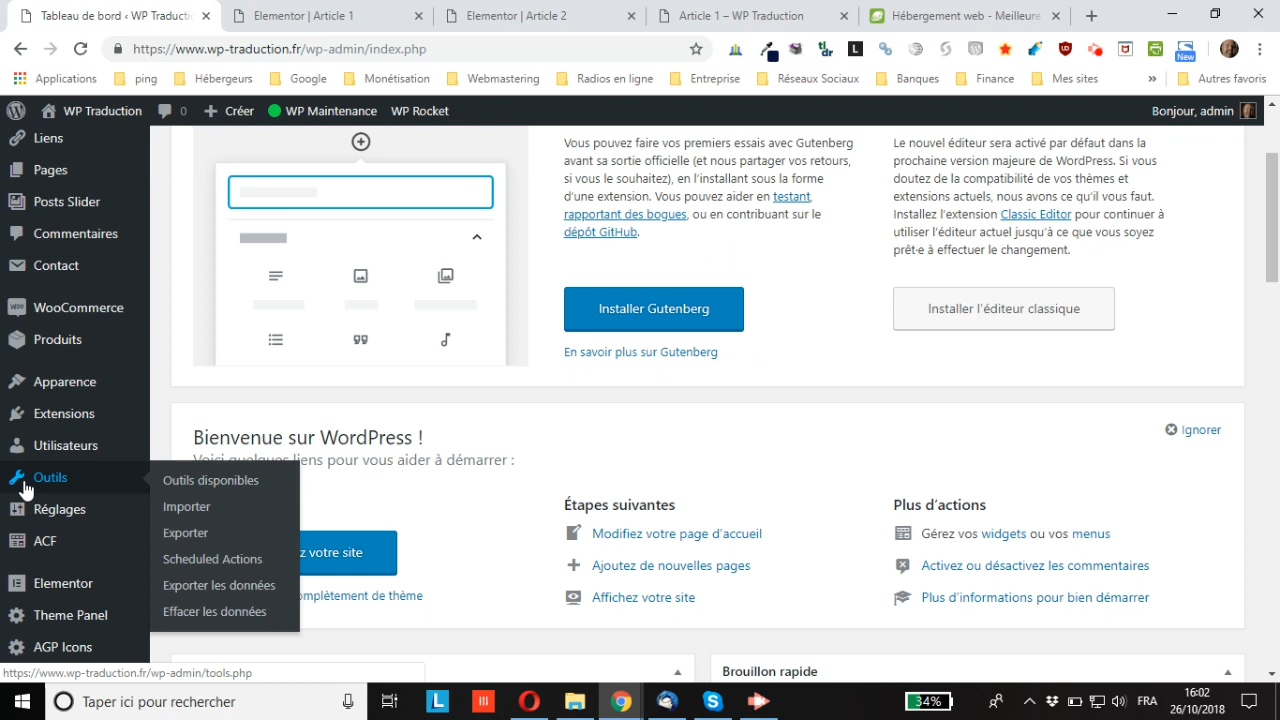 Tableau de bord ‹ WP Traductio
Elementor | Article 1
Elementor | Article 2
Article 1 – WP Traduction
Hébergement web - Meilleure
https://www.wp-traduction.fr/wp-admin/index.php
New
Applications
ping
Hébergeurs
Google
Monétisation
Webmastering
Radios en ligne
Entreprise
Réseaux Sociaux
Banques
Finance
Mes sites
»
Autres favoris
WP Traduction
0
Créer
WP Maintenance
WP Rocket
Bonjour, admin
Liens
Pages
Posts Slider
Commentaires
Contact
WooCommerce
Produits
Apparence
Extensions
Utilisateurs
Outils
Réglages
ACF
Elementor
Theme Panel
AGP Icons
Outils disponibles
Importer
Exporter
Scheduled Actions
Exporter les données
Effacer les données
Vous pouvez faire vos premiers essais avec Gutenberg
avant sa sortie officielle (et nous partager vos retours,
si vous le souhaitez), en l'installant sous la forme
d'une extension. Vous pouvez aider en testant,
rapportant des bogues, ou en contribuant sur le
dépôt GitHub.
Installer Gutenberg
En savoir plus sur Gutenberg
Le nouvel éditeur sera activé par défaut dans la
prochaine version majeure de WordPress. Si vous
doutez de la compatibilité de vos thèmes et
extensions actuels, nous avons ce qu'il vous faut.
Installez l'extension Classic Editor pour continuer à
utiliser l'éditeur actuel jusqu'à ce que vous soyez
prêt·e à effectuer le changement.
Installer l'éditeur classique
Bienvenue sur WordPress !
Ignorer
Voici quelques liens pour vous aider à démarrer :
z votre site
omplètement de thème
Étapes suivantes
Modifiez votre page d'accueil
Ajoutez de nouvelles pages
Affichez votre site
Plus d'actions
Gérez vos widgets ou vos menus
Activez ou désactivez les commentaires
Plus d'informations pour bien démarrer
Brouillon rapide
https://www.wp-traduction.fr/wp-admin/tools.php
Taper ici pour rechercher
34%
FRA
16:02
26/10/2018